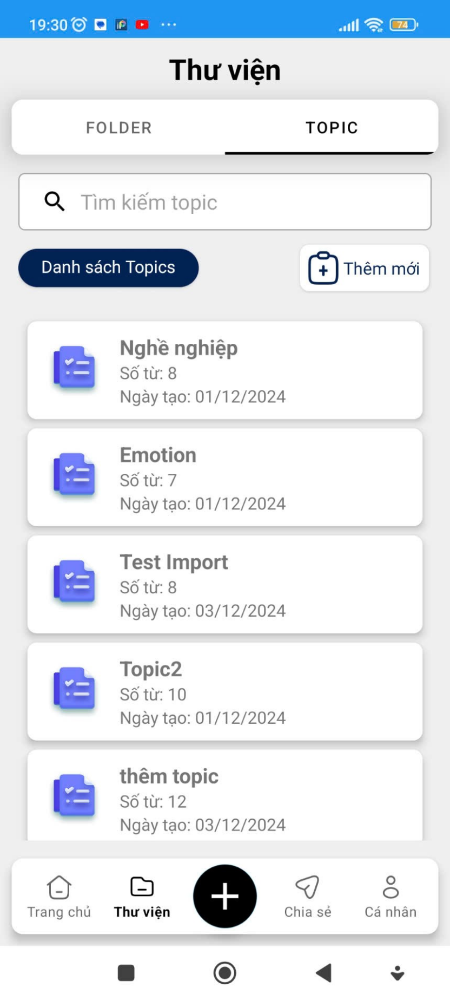 19:30
74
Thư viện
FOLDER
TOPIC
Tìm kiếm topic
Danh sách Topics
Thêm mới
Nghề nghiệp
Số từ: 8
Ngày tạo: 01/12/2024
Emotion
Số từ: 7
Ngày tạo: 01/12/2024
Test Import
Số từ: 8
Ngày tạo: 03/12/2024
Topic2
Số từ: 10
Ngày tạo: 01/12/2024
thêm topic
Số từ: 12
Ngày tạo: 03/12/2024
Trang chủ
Thư viện
Chia sẻ
Cá nhân